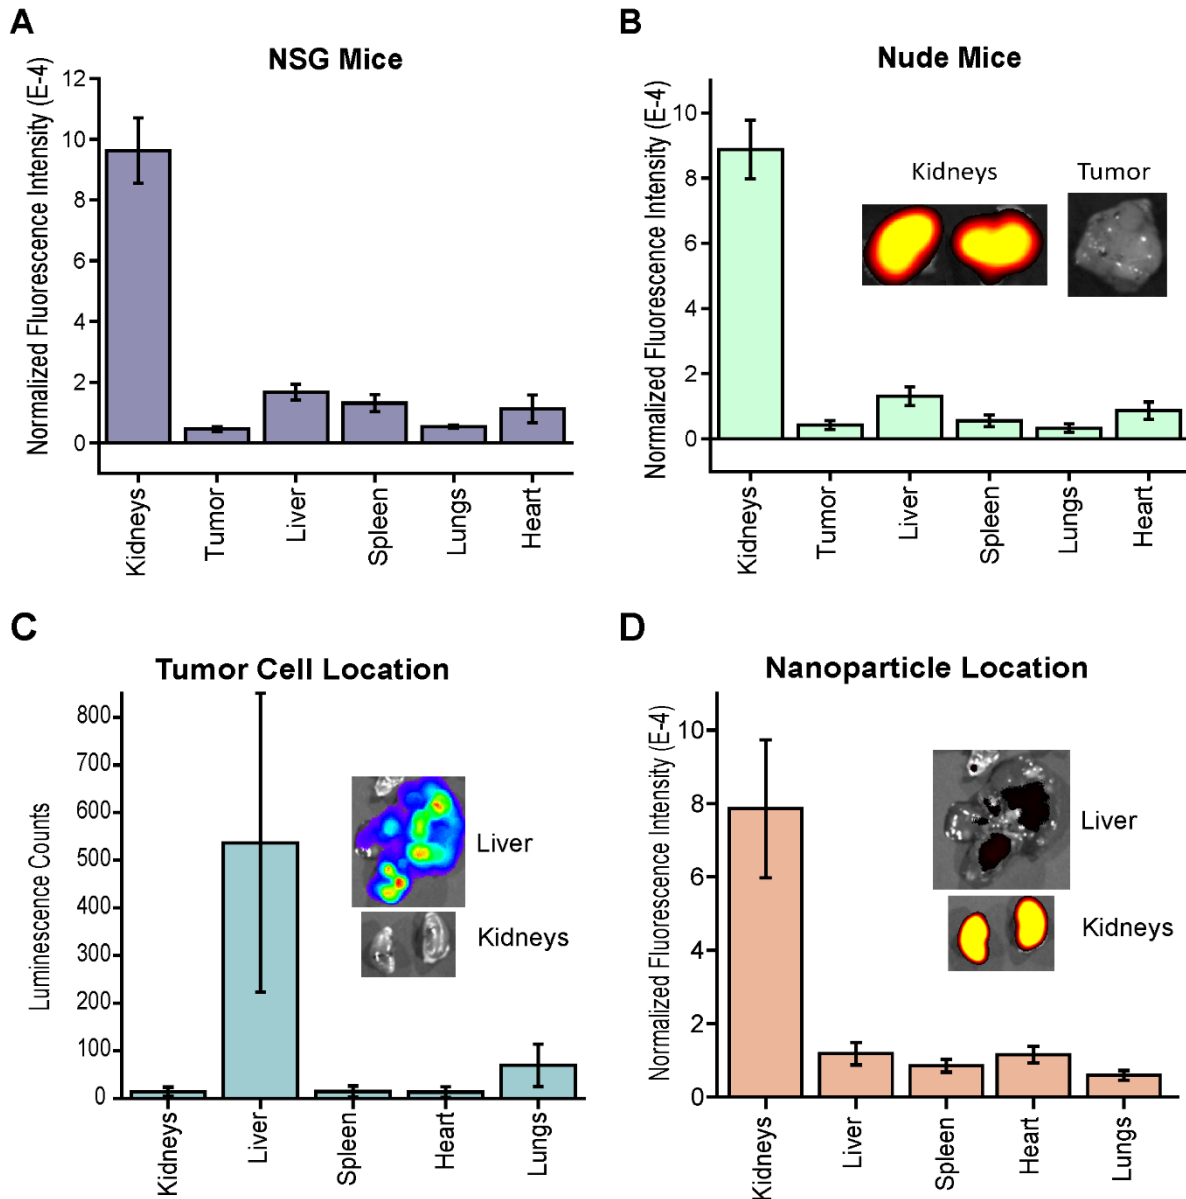 A
NSG Mice
Normalized Fluorescence Intensity (E-4)
12
10
8
6
4
2
0
Kidneys
Tumor
Liver
Spleen
Lungs
Heart
B
Nude Mice
Normalized Fluorescence Intensity (E-4)
10
8
6
4
2
0
Kidneys
Tumor
Kidneys
Tumor
Liver
Spleen
Lungs
Heart
C
Tumor Cell Location
Luminescence Counts
800
700
600
500
400
300
200
100
0
Liver
Kidneys
Kidneys
Liver
Spleen
Heart
Lungs
D
Nanoparticle Location
Normalized Fluorescence Intensity (E-4)
10
8
6
4
2
0
Liver
Kidneys
Kidneys
Liver
Spleen
Heart
Lungs